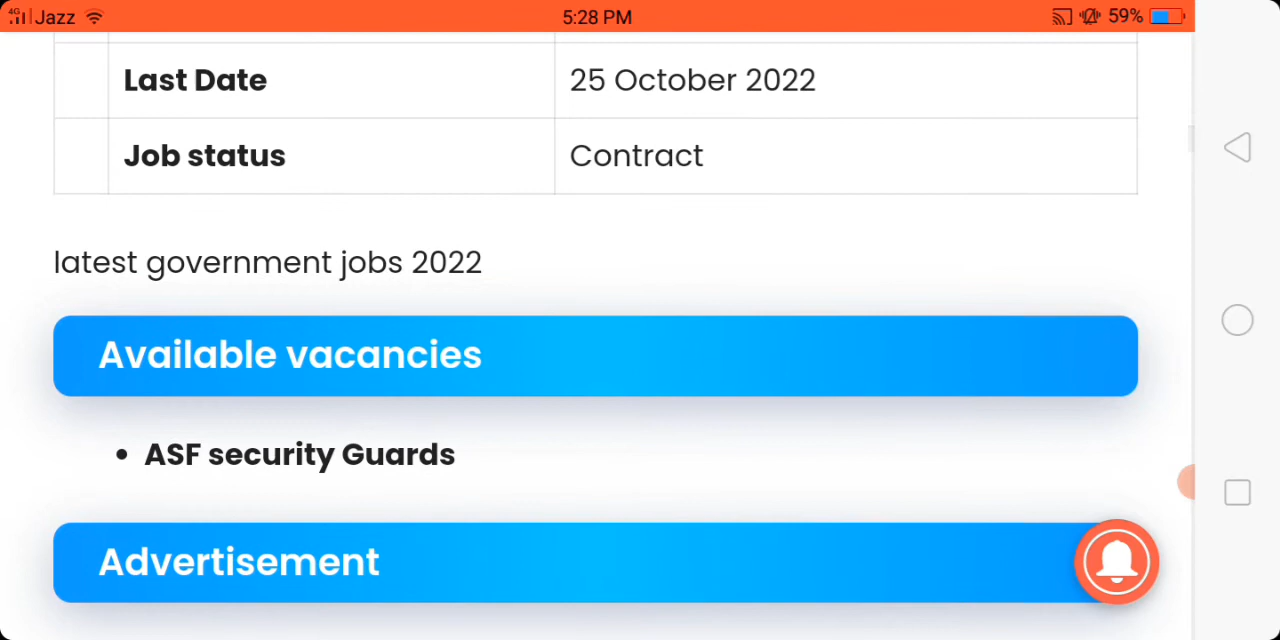 4G Jazz 5:28 PM 59%
Last Date 25 October 2022
Job status Contract
latest government jobs 2022
Available vacancies
• ASF security Guards
Advertisement